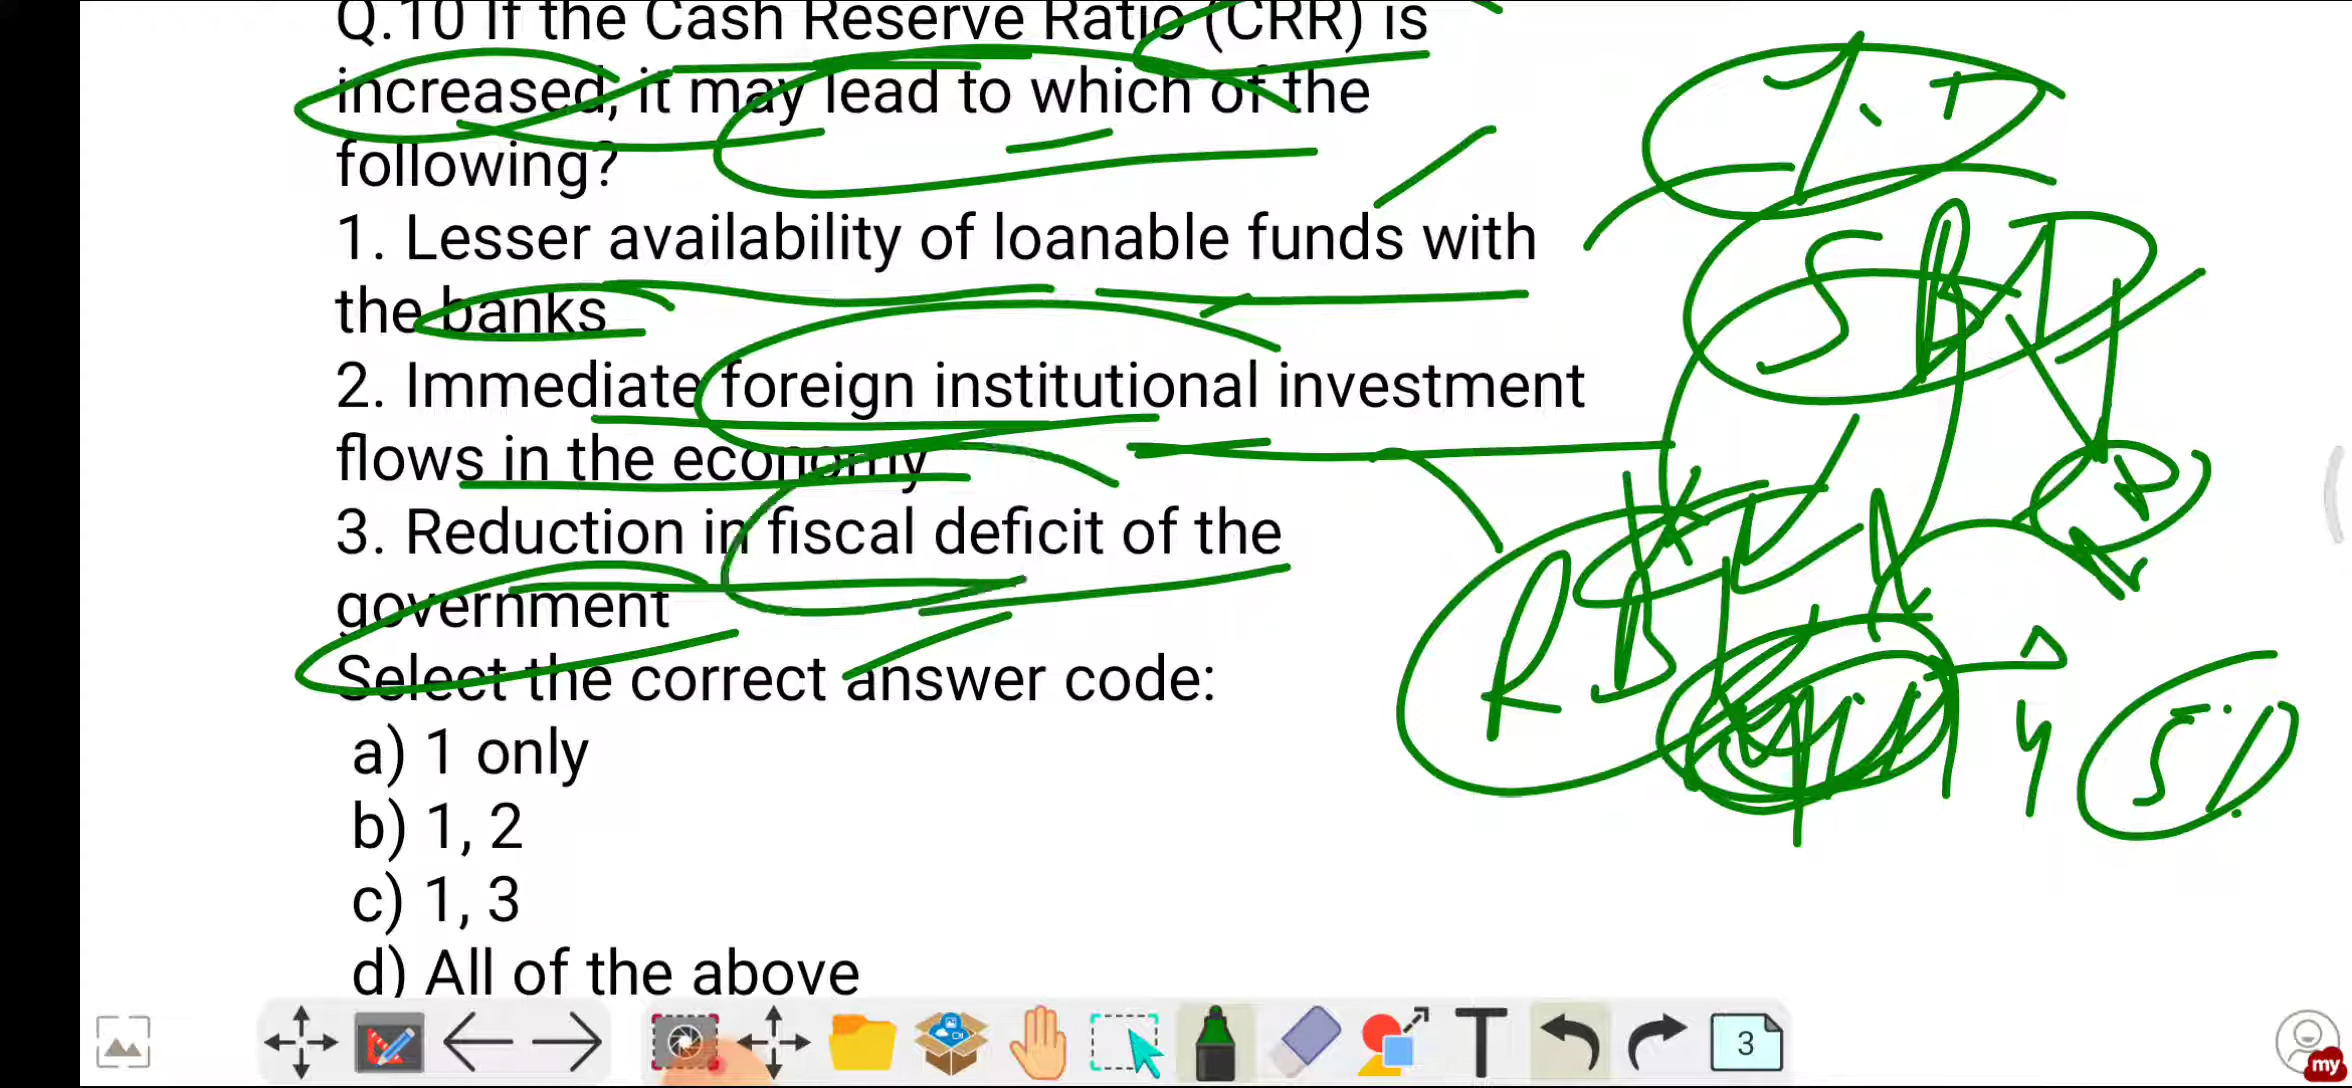 Q.10 If the Cash Reserve Ratio (CRR) is
increased, it may lead to which of the
following?
1. Lesser availability of loanable funds with
the banks
2. Immediate foreign institutional investment
flows in the economy
3. Reduction in fiscal deficit of the
government
Select the correct answer code:
a) 1 only
b) 1, 2
c) 1, 3
d) All of the above
RBI
3
my